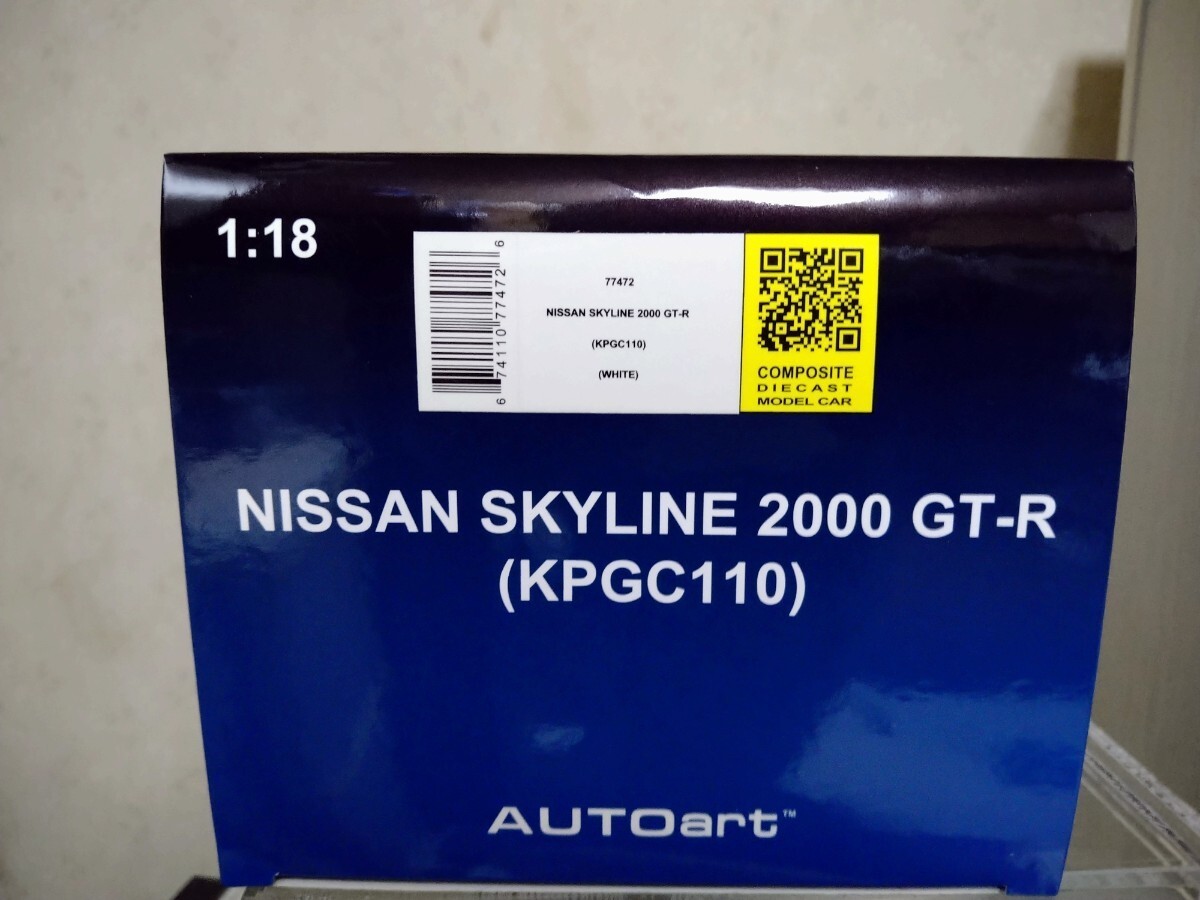 1:18
6 74110 77472 6
77472
NISSAN SKYLINE 2000 GT-R
(KPGC110)
(WHITE)
COMPOSITE
DIECAST
MODEL CAR
NISSAN SKYLINE 2000 GT-R
(KPGC110)
AUTOart™